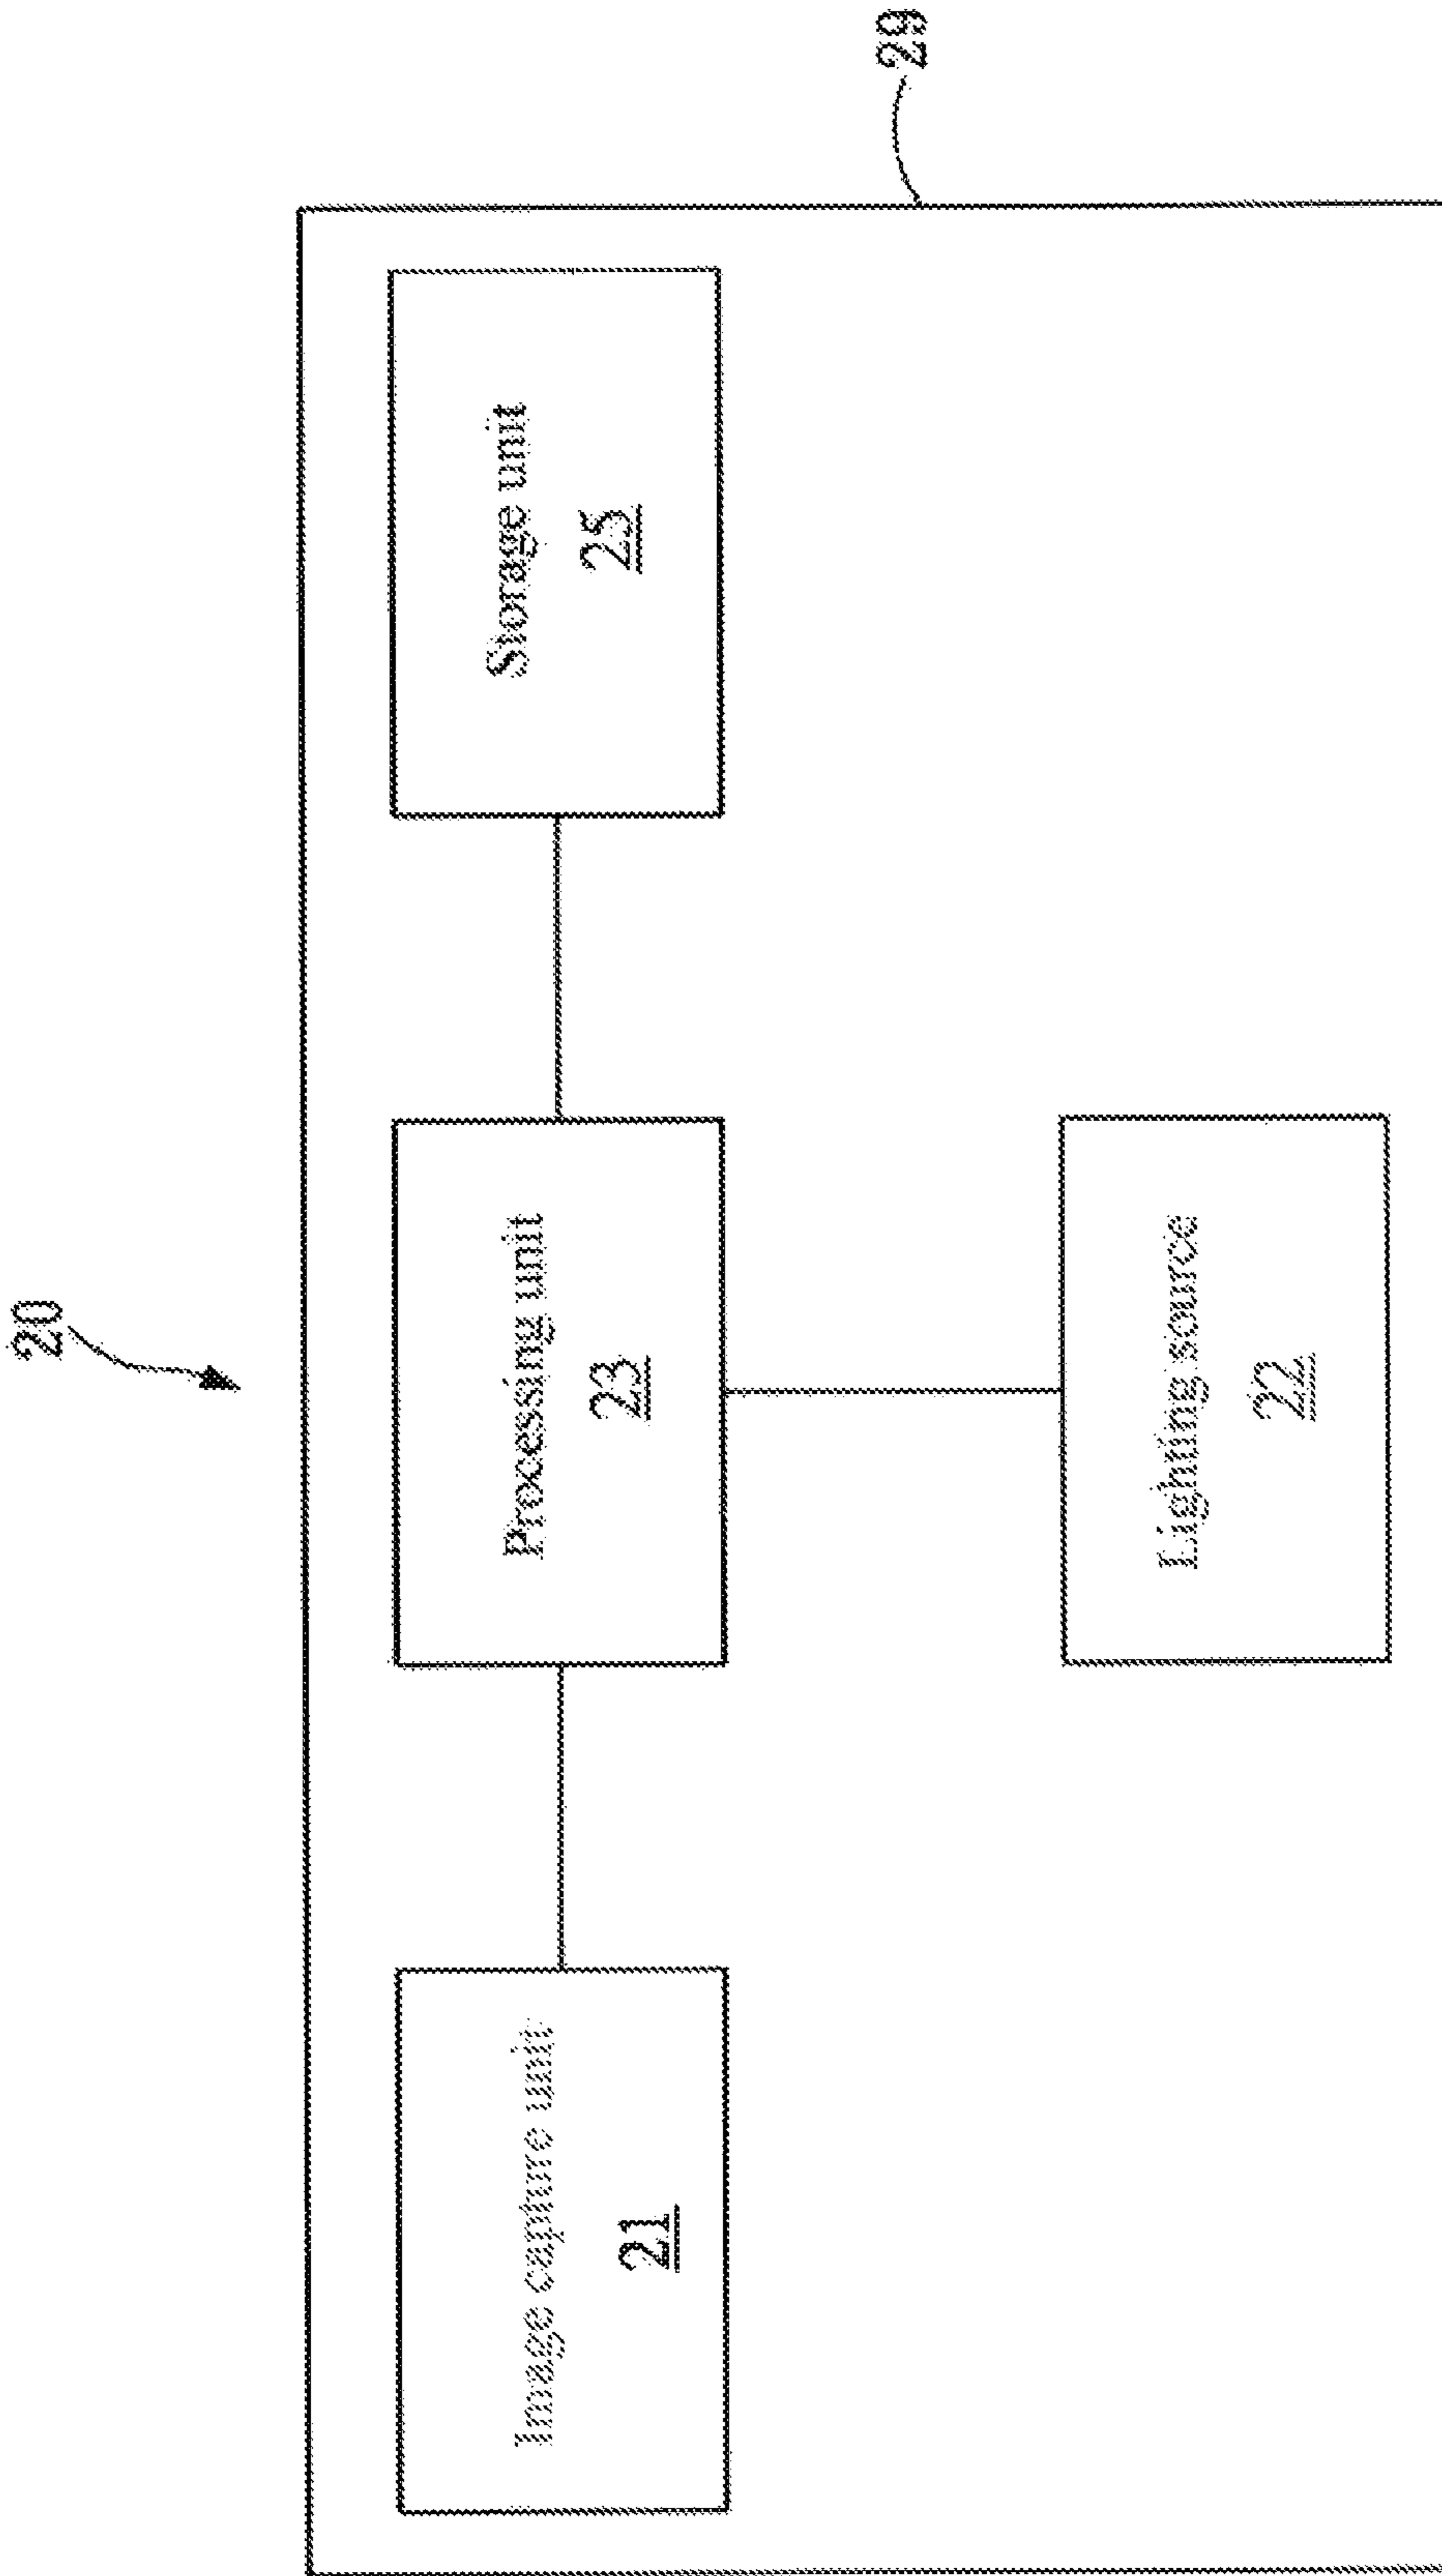 20
Image capture unit
21
Processing unit
23
Storage unit
25
Lighting source
22
29